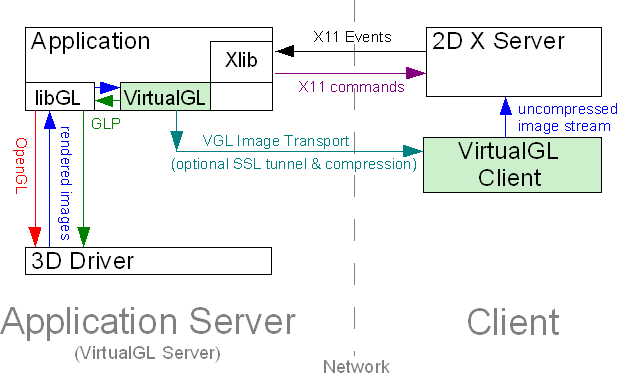 Application
X11 Events
2D X Server
Xlib
X11 commands
libGL
VirtualGL
GLP
uncompressed
image stream
OpenGL
rendered images
VGL Image Transport
(optional SSL tunnel & compression)
VirtualGL
Client
3D Driver
Application Server
(VirtualGL Server)
Client
Network